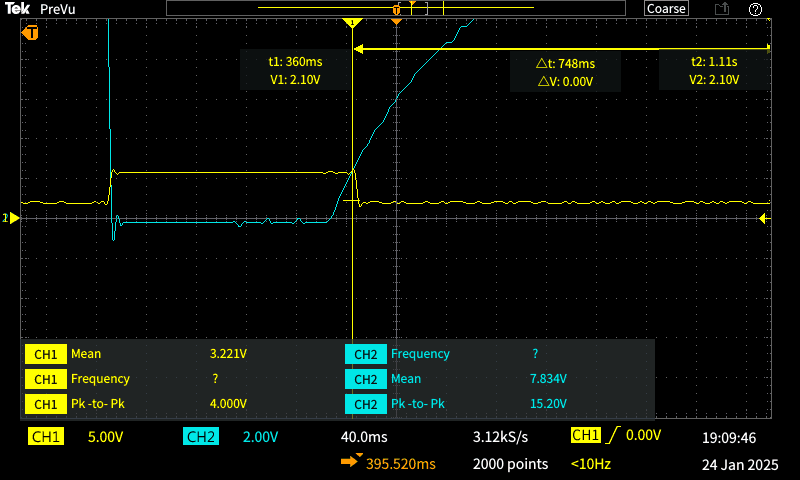 Tek PreVu Coarse
T
1
t1: 360ms
V1: 2.10V
△t: 748ms
△V: 0.00V
t2: 1.11s
V2: 2.10V
CH1 Mean 3.221V CH2 Frequency ?
CH1 Frequency ? CH2 Mean 7.834V
CH1 Pk -to- Pk 4.000V CH2 Pk -to- Pk 15.20V
CH1 5.00V CH2 2.00V 40.0ms 3.12kS/s CH1 0.00V 19:09:46
395.520ms 2000 points <10Hz 24 Jan 2025